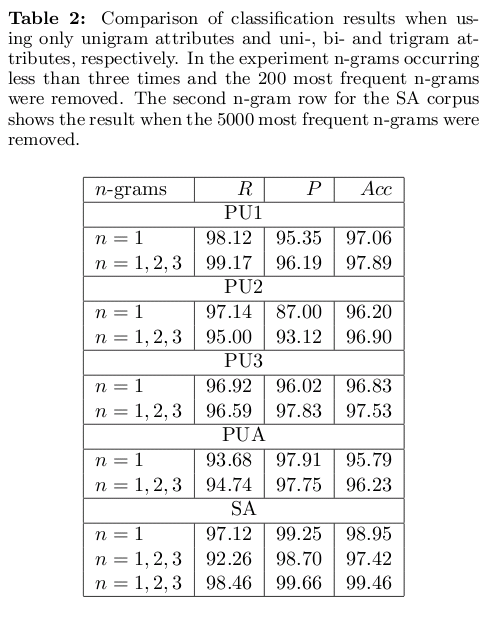 Table 2: Comparison of classification results when us-
ing only unigram attributes and uni-, bi- and trigram at-
tributes, respectively. In the experiment n-grams occurring
less than three times and the 200 most frequent n-grams
were removed. The second n-gram row for the SA corpus
shows the result when the 5000 most frequent n-grams were
removed.
n-grams R P Acc
PU1
n = 1 98.12 95.35 97.06
n = 1, 2, 3 99.17 96.19 97.89
PU2
n = 1 97.14 87.00 96.20
n = 1, 2, 3 95.00 93.12 96.90
PU3
n = 1 96.92 96.02 96.83
n = 1, 2, 3 96.59 97.83 97.53
PUA
n = 1 93.68 97.91 95.79
n = 1, 2, 3 94.74 97.75 96.23
SA
n = 1 97.12 99.25 98.95
n = 1, 2, 3 92.26 98.70 97.42
n = 1, 2, 3 98.46 99.66 99.46